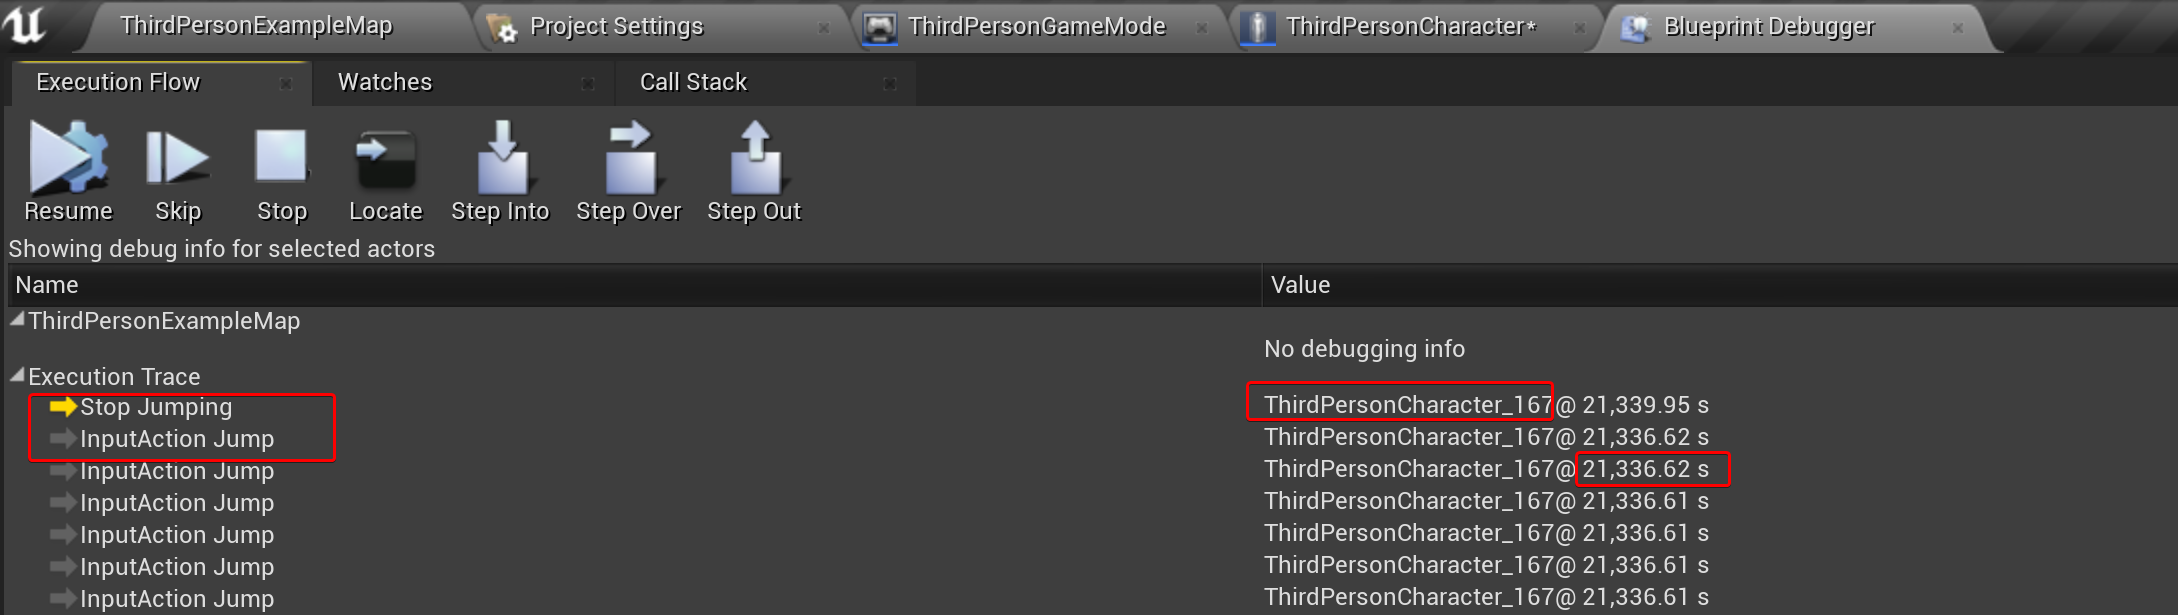 ThirdPersonExampleMap Project Settings ThirdPersonGameMode ThirdPersonCharacter* Blueprint Debugger
Execution Flow Watches Call Stack
Resume Skip Stop Locate Step Into Step Over Step Out
Showing debug info for selected actors
Name Value
ThirdPersonExampleMap
No debugging info
Execution Trace
Stop Jumping ThirdPersonCharacter_167@ 21,339.95 s
InputAction Jump ThirdPersonCharacter_167@ 21,336.62 s
InputAction Jump ThirdPersonCharacter_167@ 21,336.62 s
InputAction Jump ThirdPersonCharacter_167@ 21,336.61 s
InputAction Jump ThirdPersonCharacter_167@ 21,336.61 s
InputAction Jump ThirdPersonCharacter_167@ 21,336.61 s
InputAction Jump ThirdPersonCharacter_167@ 21,336.61 s